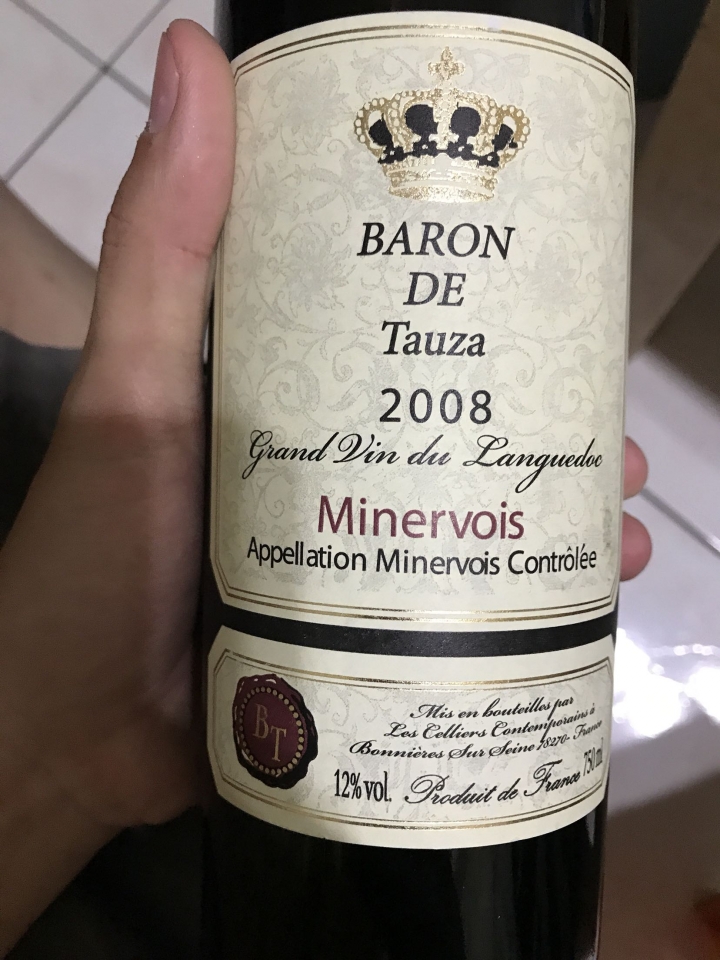 BARON
DE
Tauza
2008
Grand Vin du Languedoc
Minervois
Appellation Minervois Contrôlée
BT
Mis en bouteilles par
Les Celliers Contemporains à
Bonnières Sur Seine 78270- France
12% vol. Produit de France 750 ml